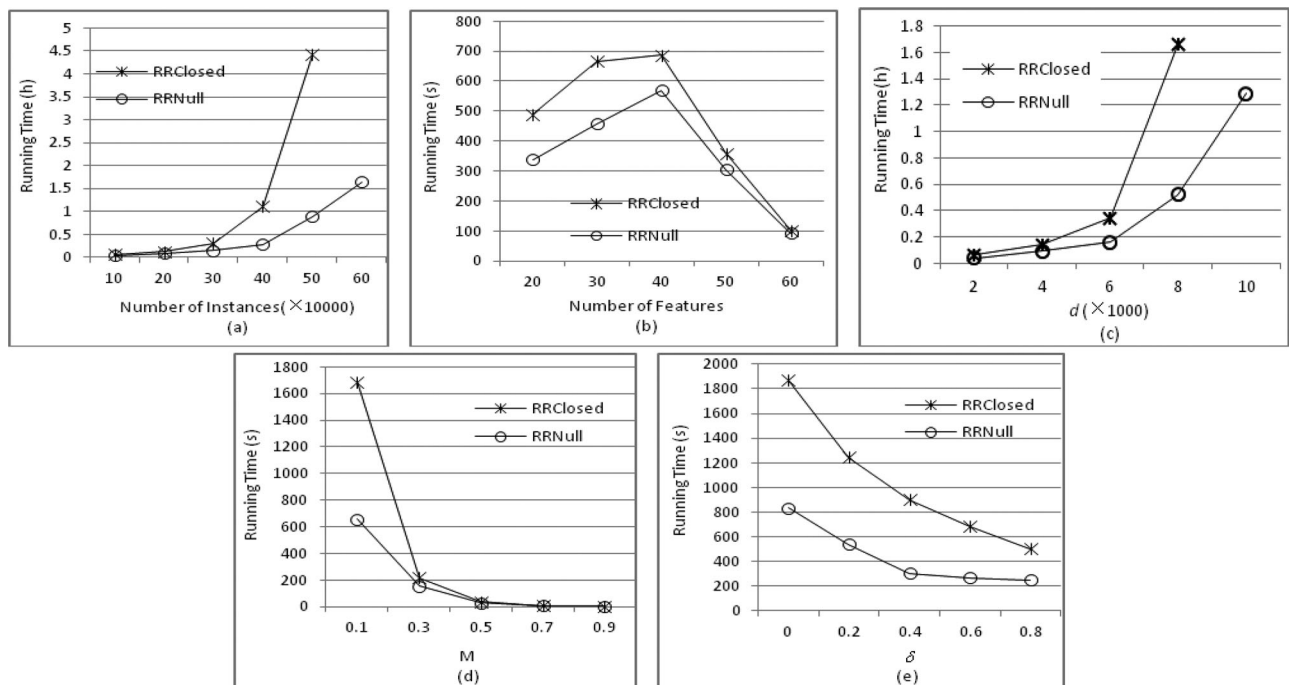 5
4.5
4
3.5
3
2.5
2
1.5
1
0.5
0
Running Time (h)
RRClosed
RRNull
10 20 30 40 50 60
Number of Instances(×10000)
(a)
800
700
600
500
400
300
200
100
0
Running Time (s)
RRClosed
RRNull
20 30 40 50 60
Number of Features
(b)
1.8
1.6
1.4
1.2
1
0.8
0.6
0.4
0.2
0
Running Time (h)
RRClosed
RRNull
2 4 6 8 10
d (×1000)
(c)
1800
1600
1400
1200
1000
800
600
400
200
0
Running Time (s)
RRClosed
RRNull
0.1 0.3 0.5 0.7 0.9
M
(d)
2000
1800
1600
1400
1200
1000
800
600
400
200
0
Running Time (s)
RRClosed
RRNull
0 0.2 0.4 0.6 0.8
δ
(e)